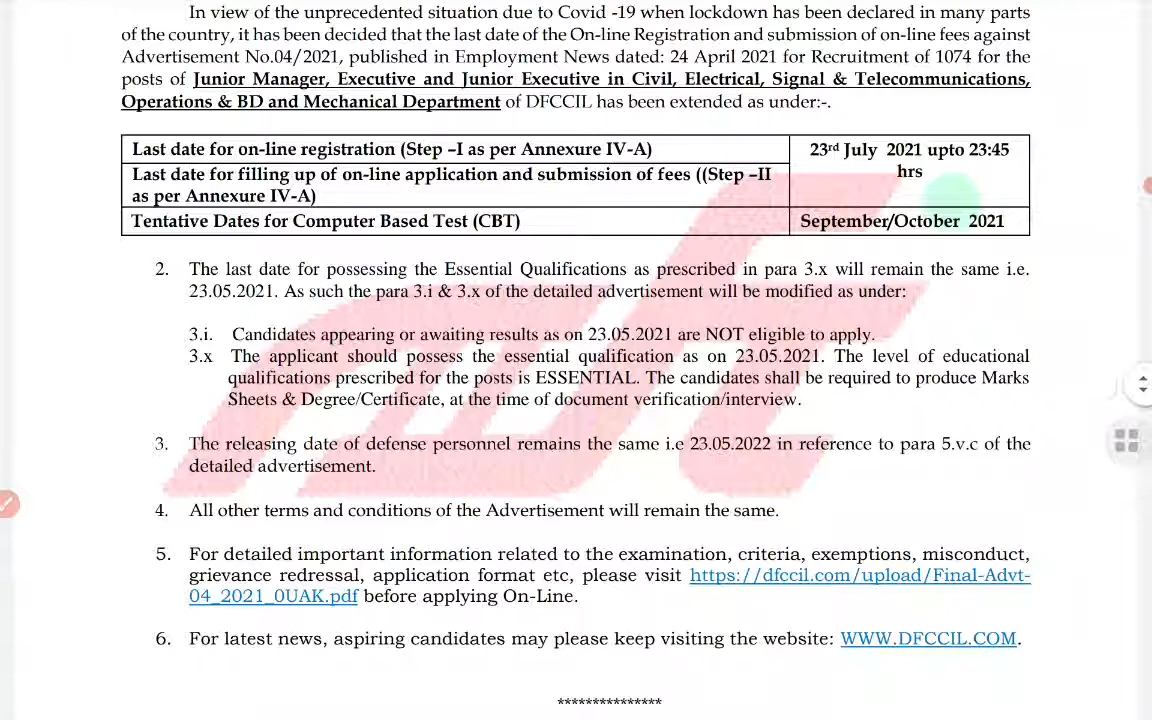 In view of the unprecedented situation due to Covid -19 when lockdown has been declared in many parts
of the country, it has been decided that the last date of the On-line Registration and submission of on-line fees against
Advertisement No.04/2021, published in Employment News dated: 24 April 2021 for Recruitment of 1074 for the
posts of Junior Manager, Executive and Junior Executive in Civil, Electrical, Signal & Telecommunications,
Operations & BD and Mechanical Department of DFCCIL has been extended as under:-.
Last date for on-line registration (Step –I as per Annexure IV-A)
23rd July 2021 upto 23:45
hrs
Last date for filling up of on-line application and submission of fees ((Step –II
as per Annexure IV-A)
Tentative Dates for Computer Based Test (CBT)
September/October 2021
2. The last date for possessing the Essential Qualifications as prescribed in para 3.x will remain the same i.e.
23.05.2021. As such the para 3.i & 3.x of the detailed advertisement will be modified as under:
3.i. Candidates appearing or awaiting results as on 23.05.2021 are NOT eligible to apply.
3.x The applicant should possess the essential qualification as on 23.05.2021. The level of educational
qualifications prescribed for the posts is ESSENTIAL. The candidates shall be required to produce Marks
Sheets & Degree/Certificate, at the time of document verification/interview.
3. The releasing date of defense personnel remains the same i.e 23.05.2022 in reference to para 5.v.c of the
detailed advertisement.
4. All other terms and conditions of the Advertisement will remain the same.
5. For detailed important information related to the examination, criteria, exemptions, misconduct,
grievance redressal, application format etc, please visit https://dfccil.com/upload/Final-Advt-
04_2021_0UAK.pdf before applying On-Line.
6. For latest news, aspiring candidates may please keep visiting the website: WWW.DFCCIL.COM.
***************